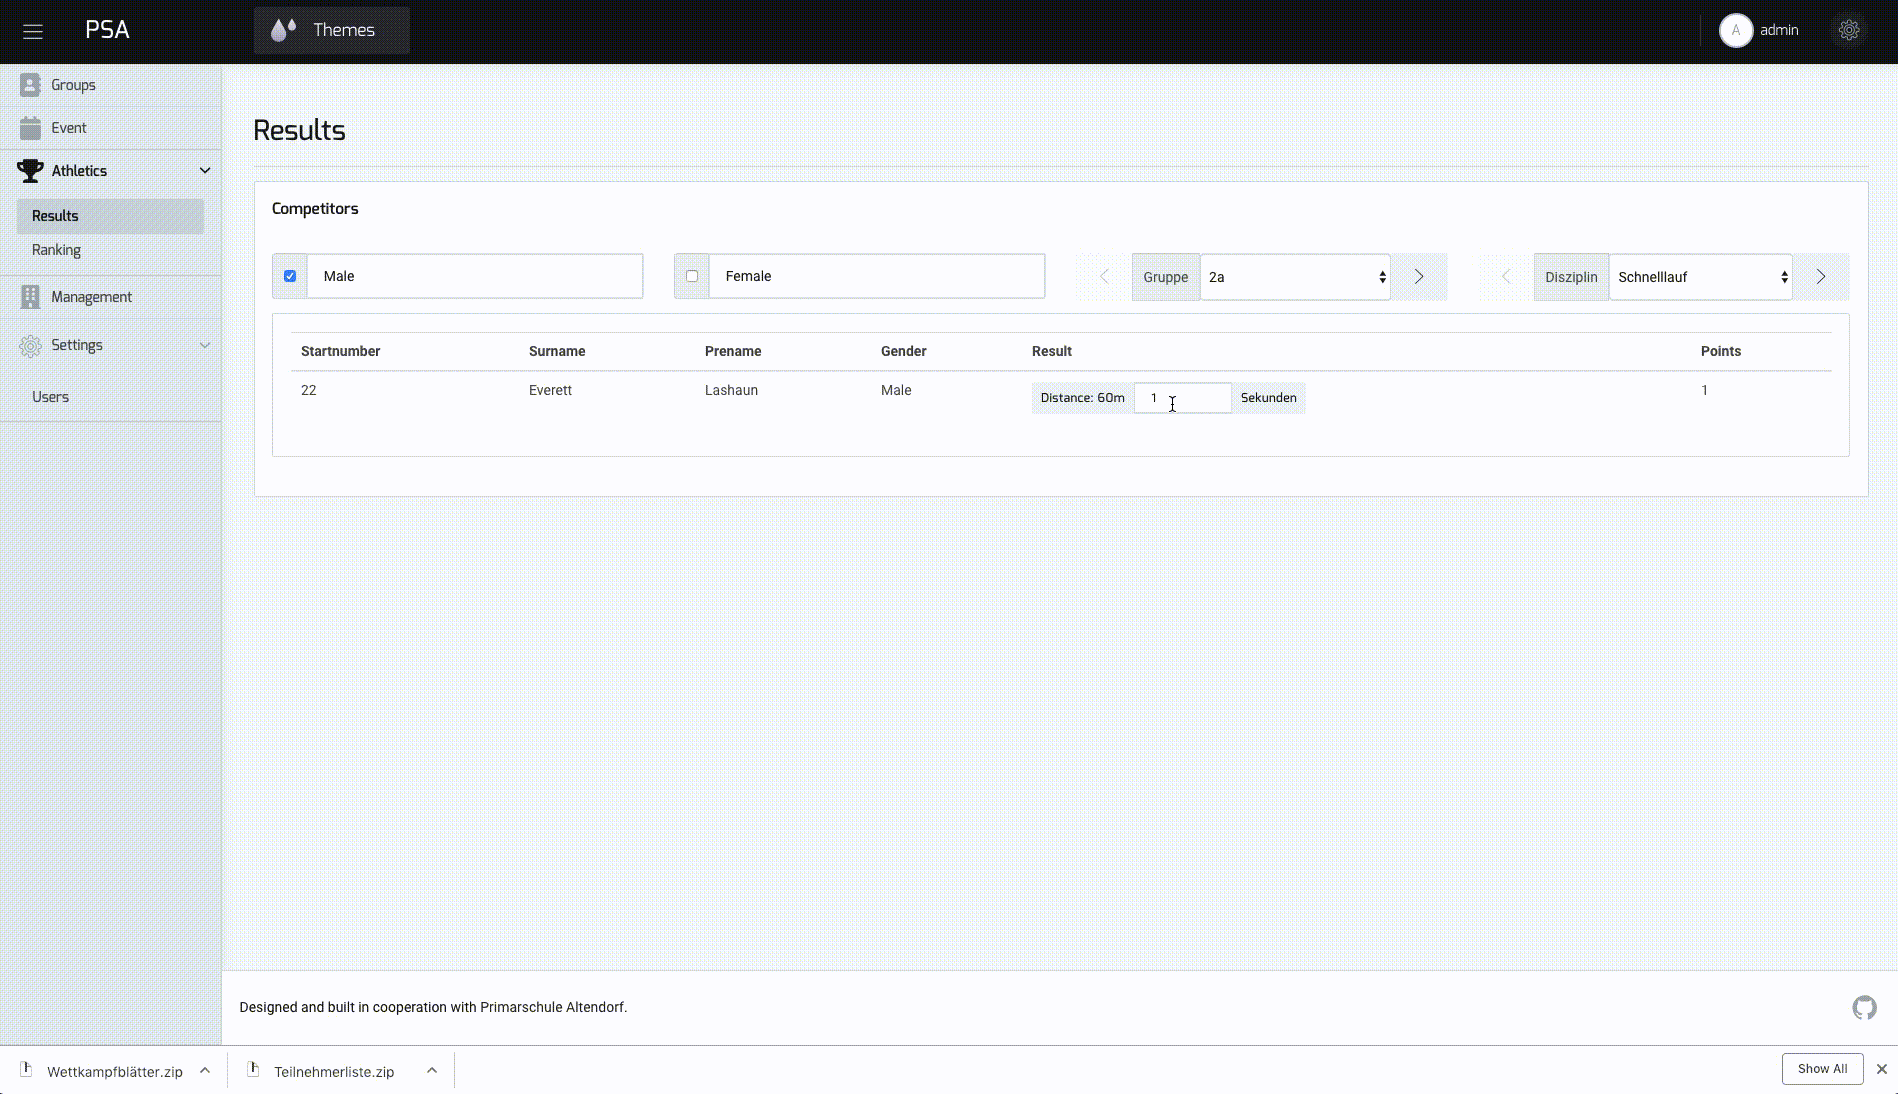 PSA
Themes
A admin
Groups
Event
Athletics
Results
Ranking
Management
Settings
Users
Results
Competitors
Male
Female
Gruppe 2a
Disziplin Schnelllauf
Startnumber Surname Prename Gender Result Points
22 Everett Lashaun Male Distance: 60m 1 Sekunden 1
Designed and built in cooperation with Primarschule Altendorf.
Wettkampfblätter.zip
Teilnehmerliste.zip
Show All